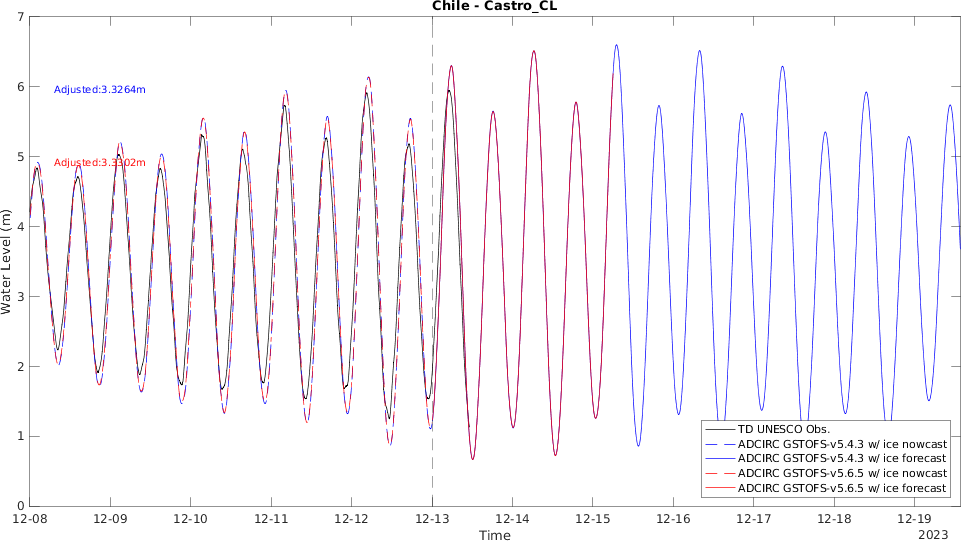 Chile - Castro_CL
7
6
5
4
3
2
1
0
Water Level (m)
Adjusted:3.3264m
Adjusted:3.3302m
TD UNESCO Obs.
ADCIRC GSTOFS-v5.4.3 w/ ice nowcast
ADCIRC GSTOFS-v5.4.3 w/ ice forecast
ADCIRC GSTOFS-v5.6.5 w/ ice nowcast
ADCIRC GSTOFS-v5.6.5 w/ ice forecast
12-08 12-09 12-10 12-11 12-12 12-13 12-14 12-15 12-16 12-17 12-18 12-19
Time
2023